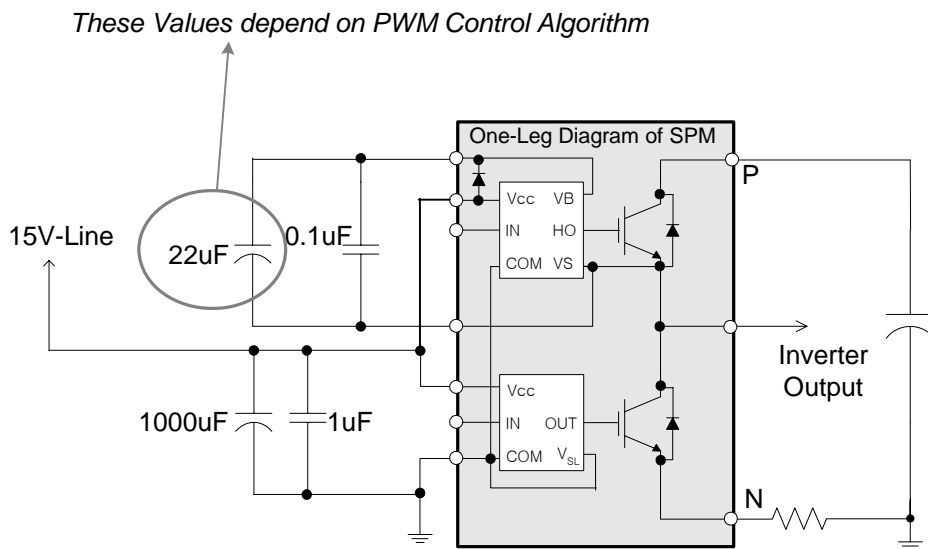 These Values depend on PWM Control Algorithm
One-Leg Diagram of SPM
P
Vcc VB
15V-Line
22uF
0.1uF
IN HO
COM VS
Inverter
Output
Vcc
1000uF
1uF
IN OUT
COM VSL
N